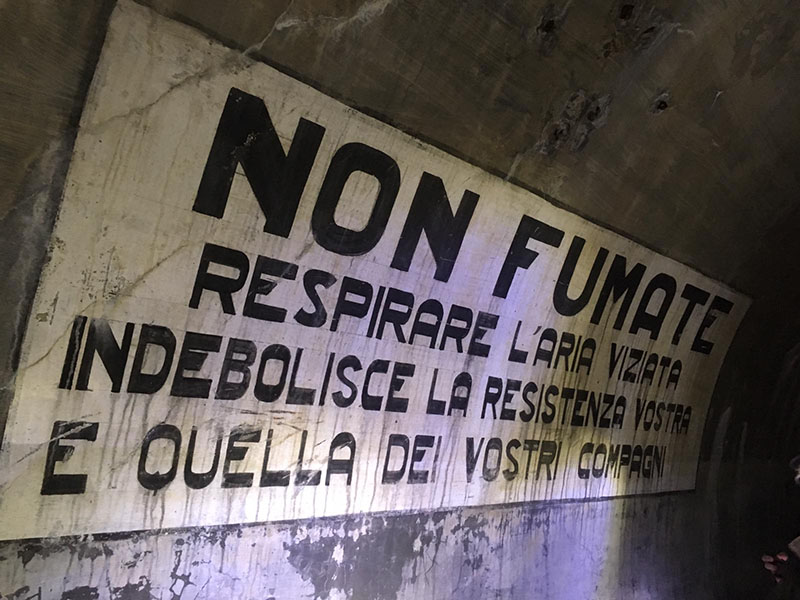 NON FUMATE
RESPIRARE L'ARIA VIZIATA
INDEBOLISCE LA RESISTENZA VOSTRA
E QUELLA DEI VOSTRI COMPAGNI